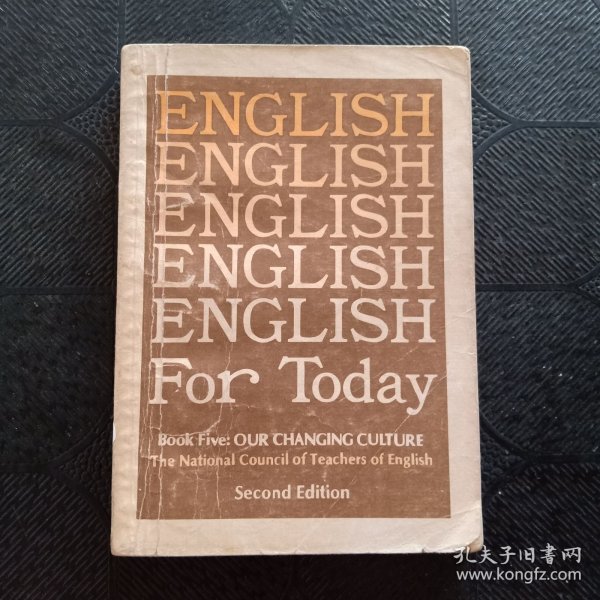 ENGLISH
ENGLISH
ENGLISH
ENGLISH
ENGLISH
For Today
Book Five: OUR CHANGING CULTURE
The National Council of Teachers of English
Second Edition
孔夫子旧書网
www.kongfz.com